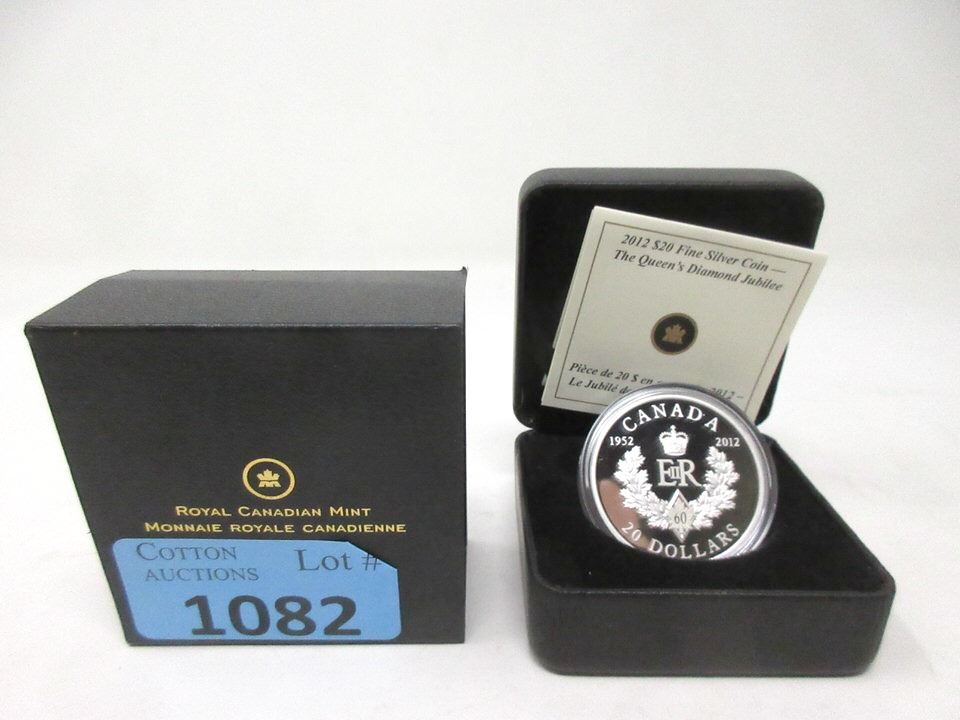 ROYAL CANADIAN MINT
MONNAIE ROYALE CANADIENNE
COTTON
AUCTIONS
Lot #
1082
2012 $20 Fine Silver Coin —
The Queen's Diamond Jubilee
Pièce de 20 $ en 2012 –
Le Jubilé
CANADA
1952 2012
EIIR
60
20 DOLLARS